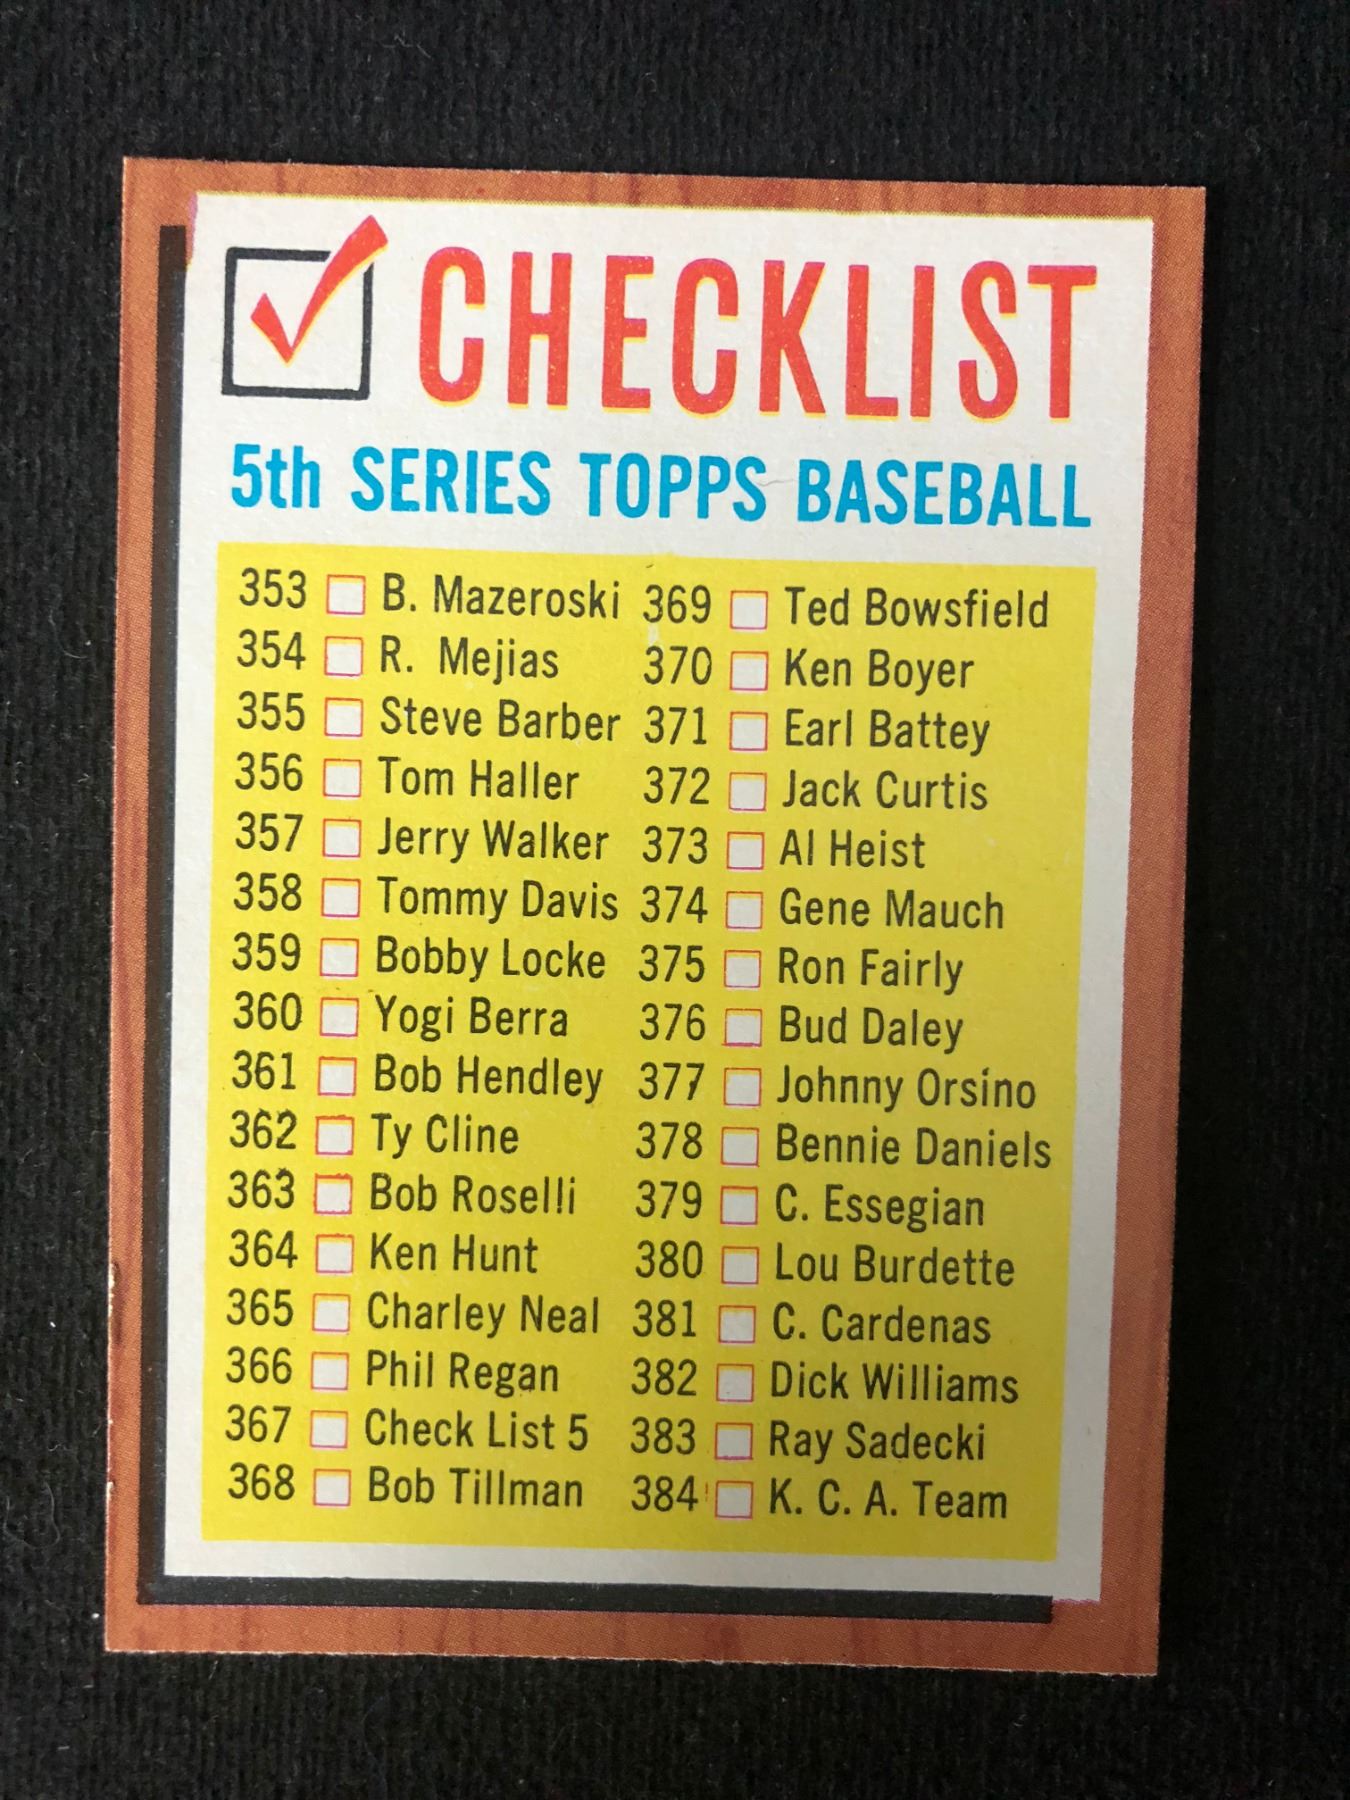 CHECKLIST
5th SERIES TOPPS BASEBALL
353 B. Mazeroski
354 R. Mejias
355 Steve Barber
356 Tom Haller
357 Jerry Walker
358 Tommy Davis
359 Bobby Locke
360 Yogi Berra
361 Bob Hendley
362 Ty Cline
363 Bob Roselli
364 Ken Hunt
365 Charley Neal
366 Phil Regan
367 Check List 5
368 Bob Tillman
369 Ted Bowsfield
370 Ken Boyer
371 Earl Battey
372 Jack Curtis
373 Al Heist
374 Gene Mauch
375 Ron Fairly
376 Bud Daley
377 Johnny Orsino
378 Bennie Daniels
379 C. Essegian
380 Lou Burdette
381 C. Cardenas
382 Dick Williams
383 Ray Sadecki
384 K. C. A. Team